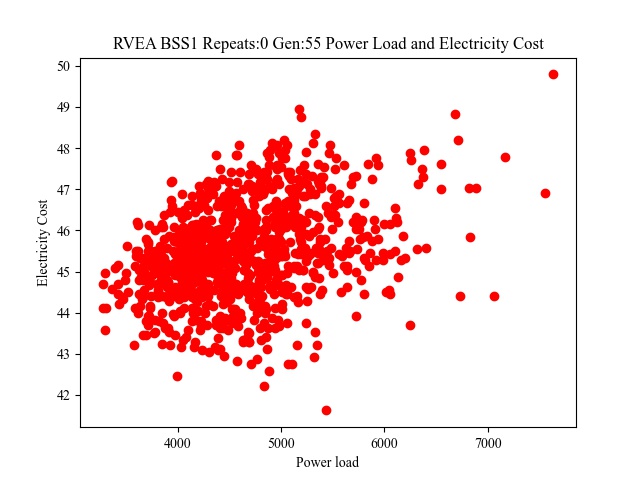 RVEA BSS1 Repeats:0 Gen:55 Power Load and Electricity Cost
50
49
48
47
46
45
44
43
42
Electricity Cost
4000 5000 6000 7000
Power load